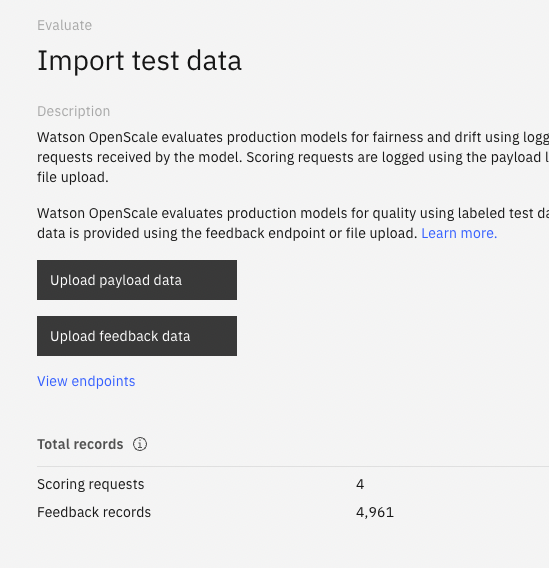 Evaluate
Import test data
Description
Watson OpenScale evaluates production models for fairness and drift using logg
requests received by the model. Scoring requests are logged using the payload l
file upload.
Watson OpenScale evaluates production models for quality using labeled test da
data is provided using the feedback endpoint or file upload. Learn more.
Upload payload data
Upload feedback data
View endpoints
Total records
Scoring requests 4
Feedback records 4,961